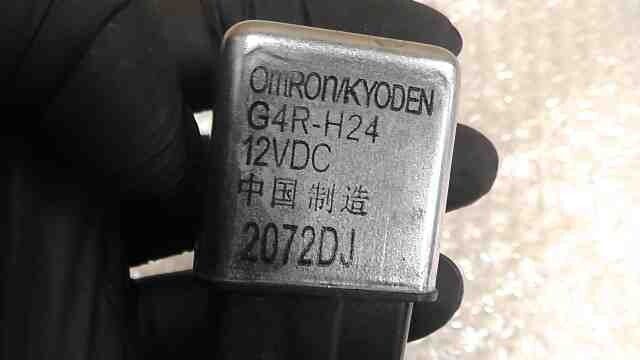 OmRon/KYODEN
G4R-H24
12VDC
中国 制造
2072DJ